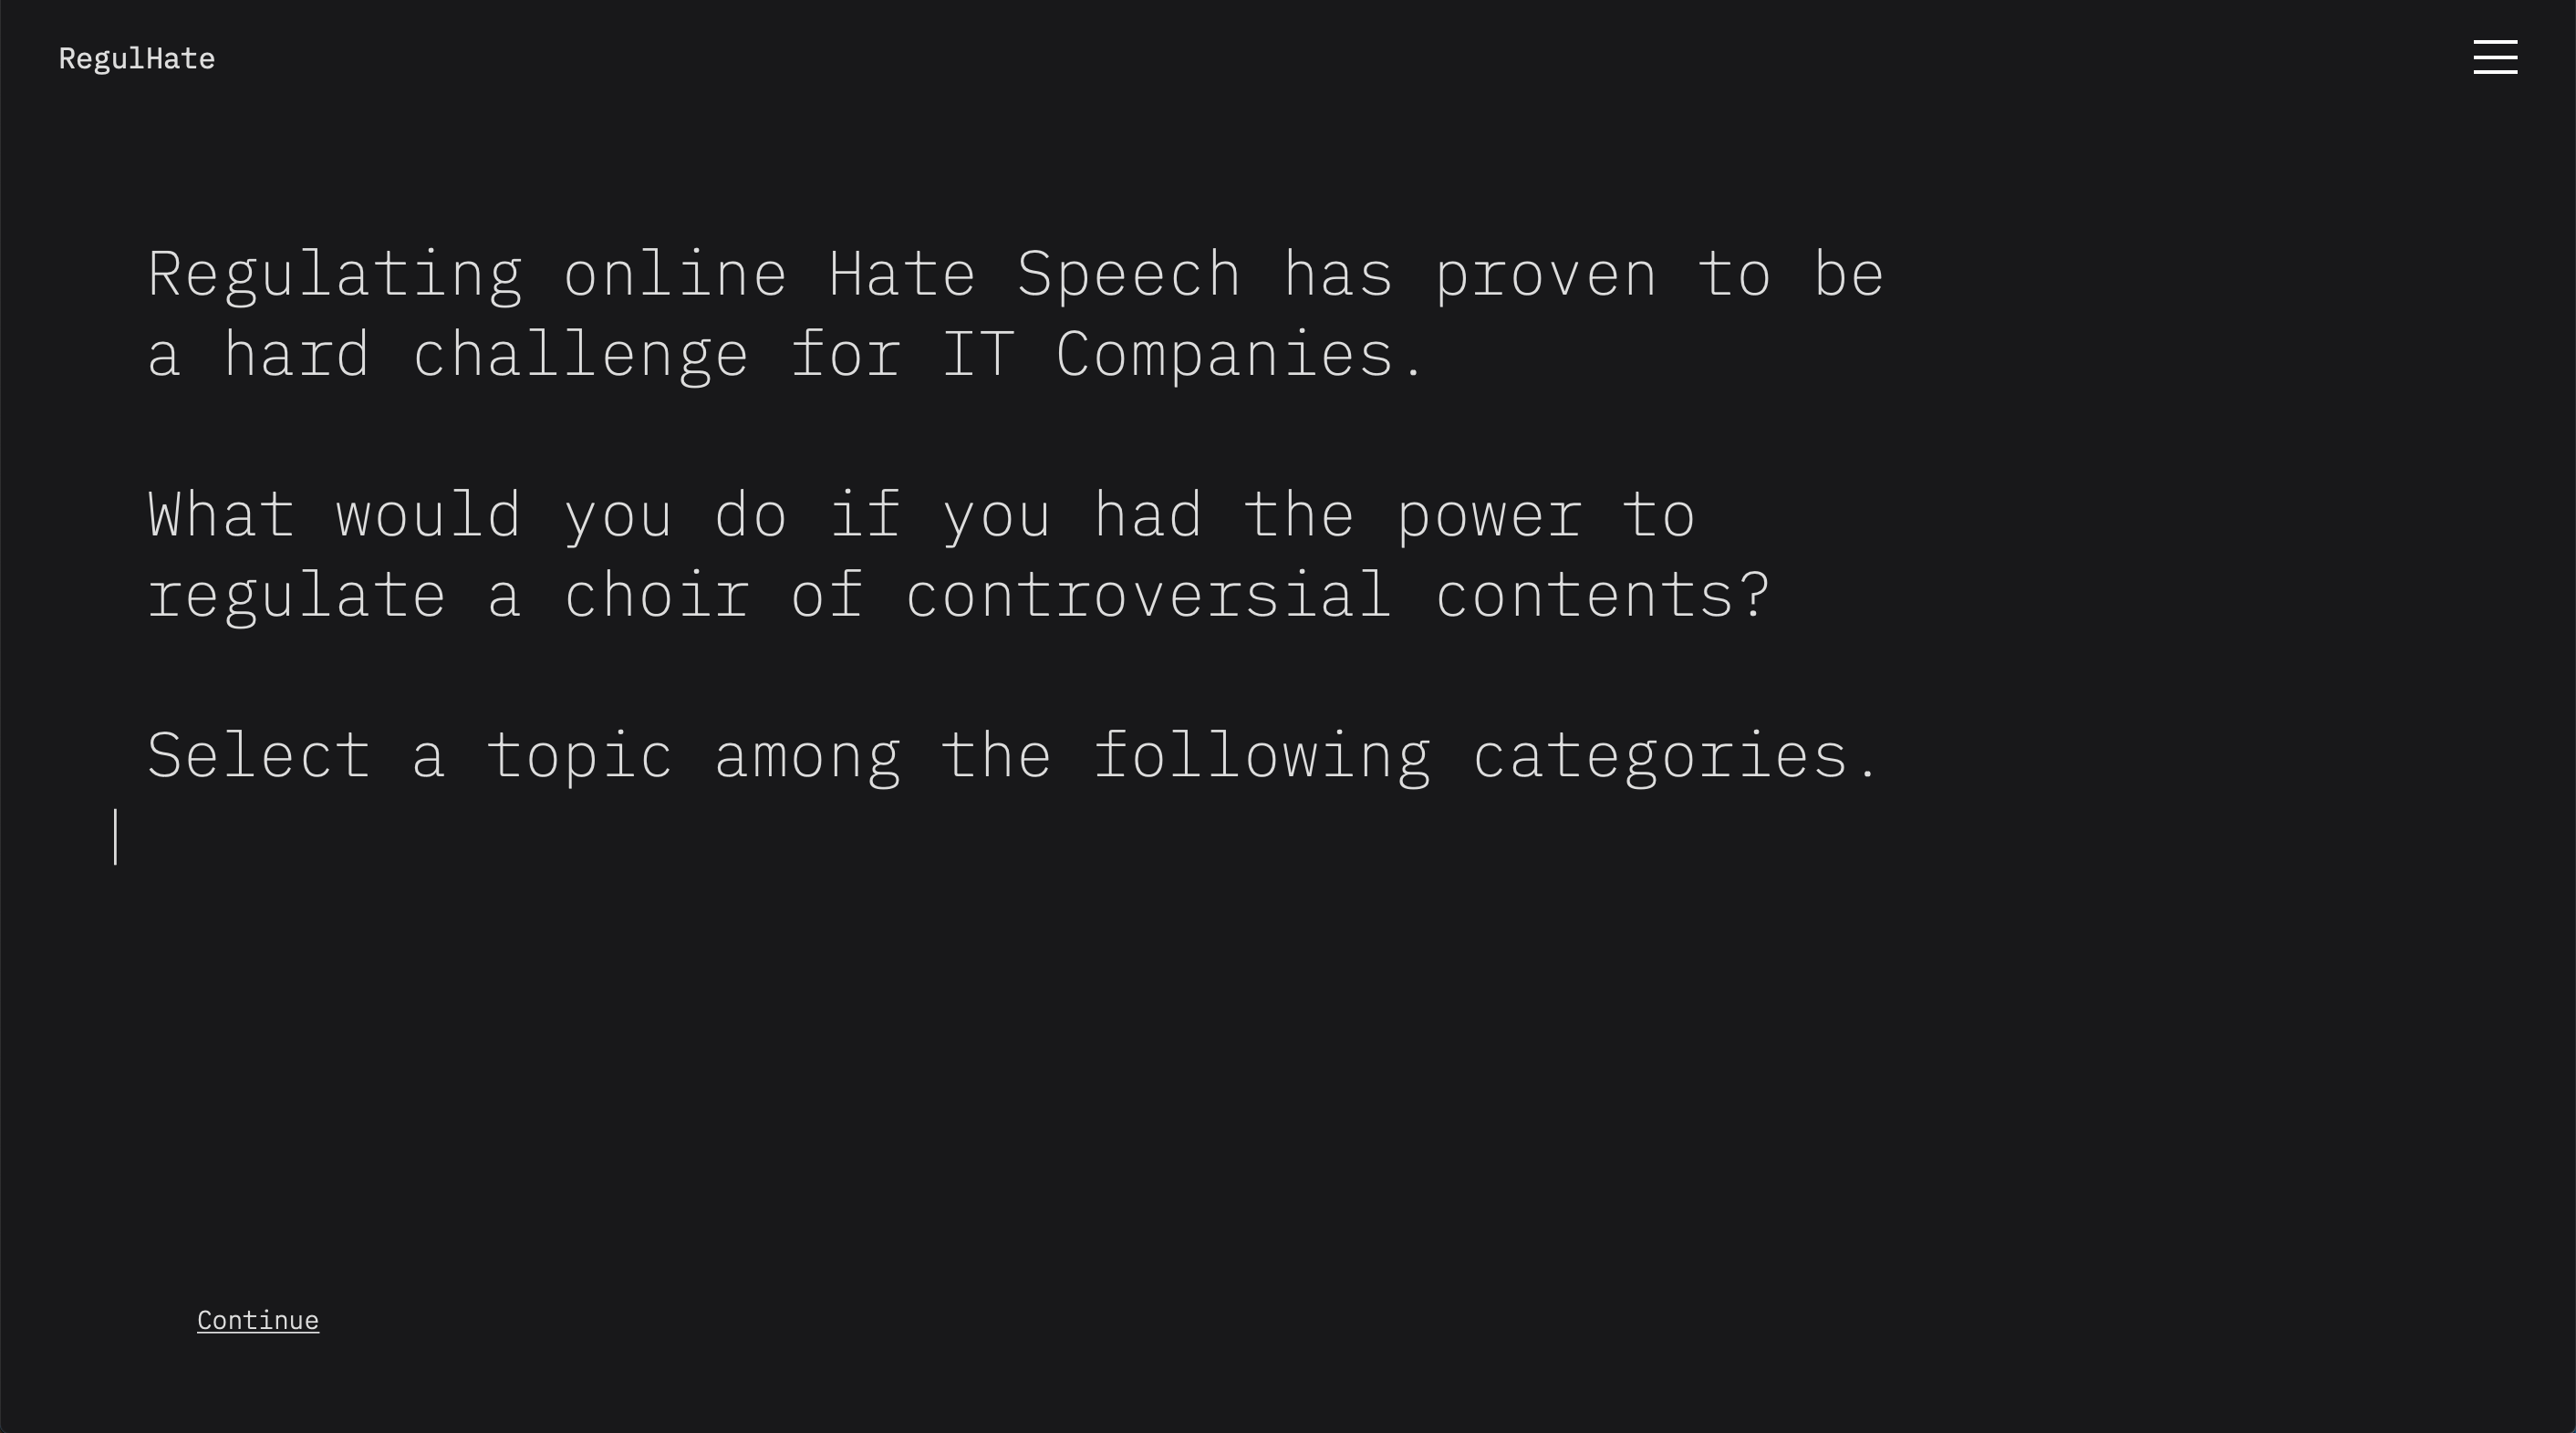 RegulHate
Regulating online Hate Speech has proven to be
a hard challenge for IT Companies.
What would you do if you had the power to
regulate a choir of controversial contents?
Select a topic among the following categories.
Continue